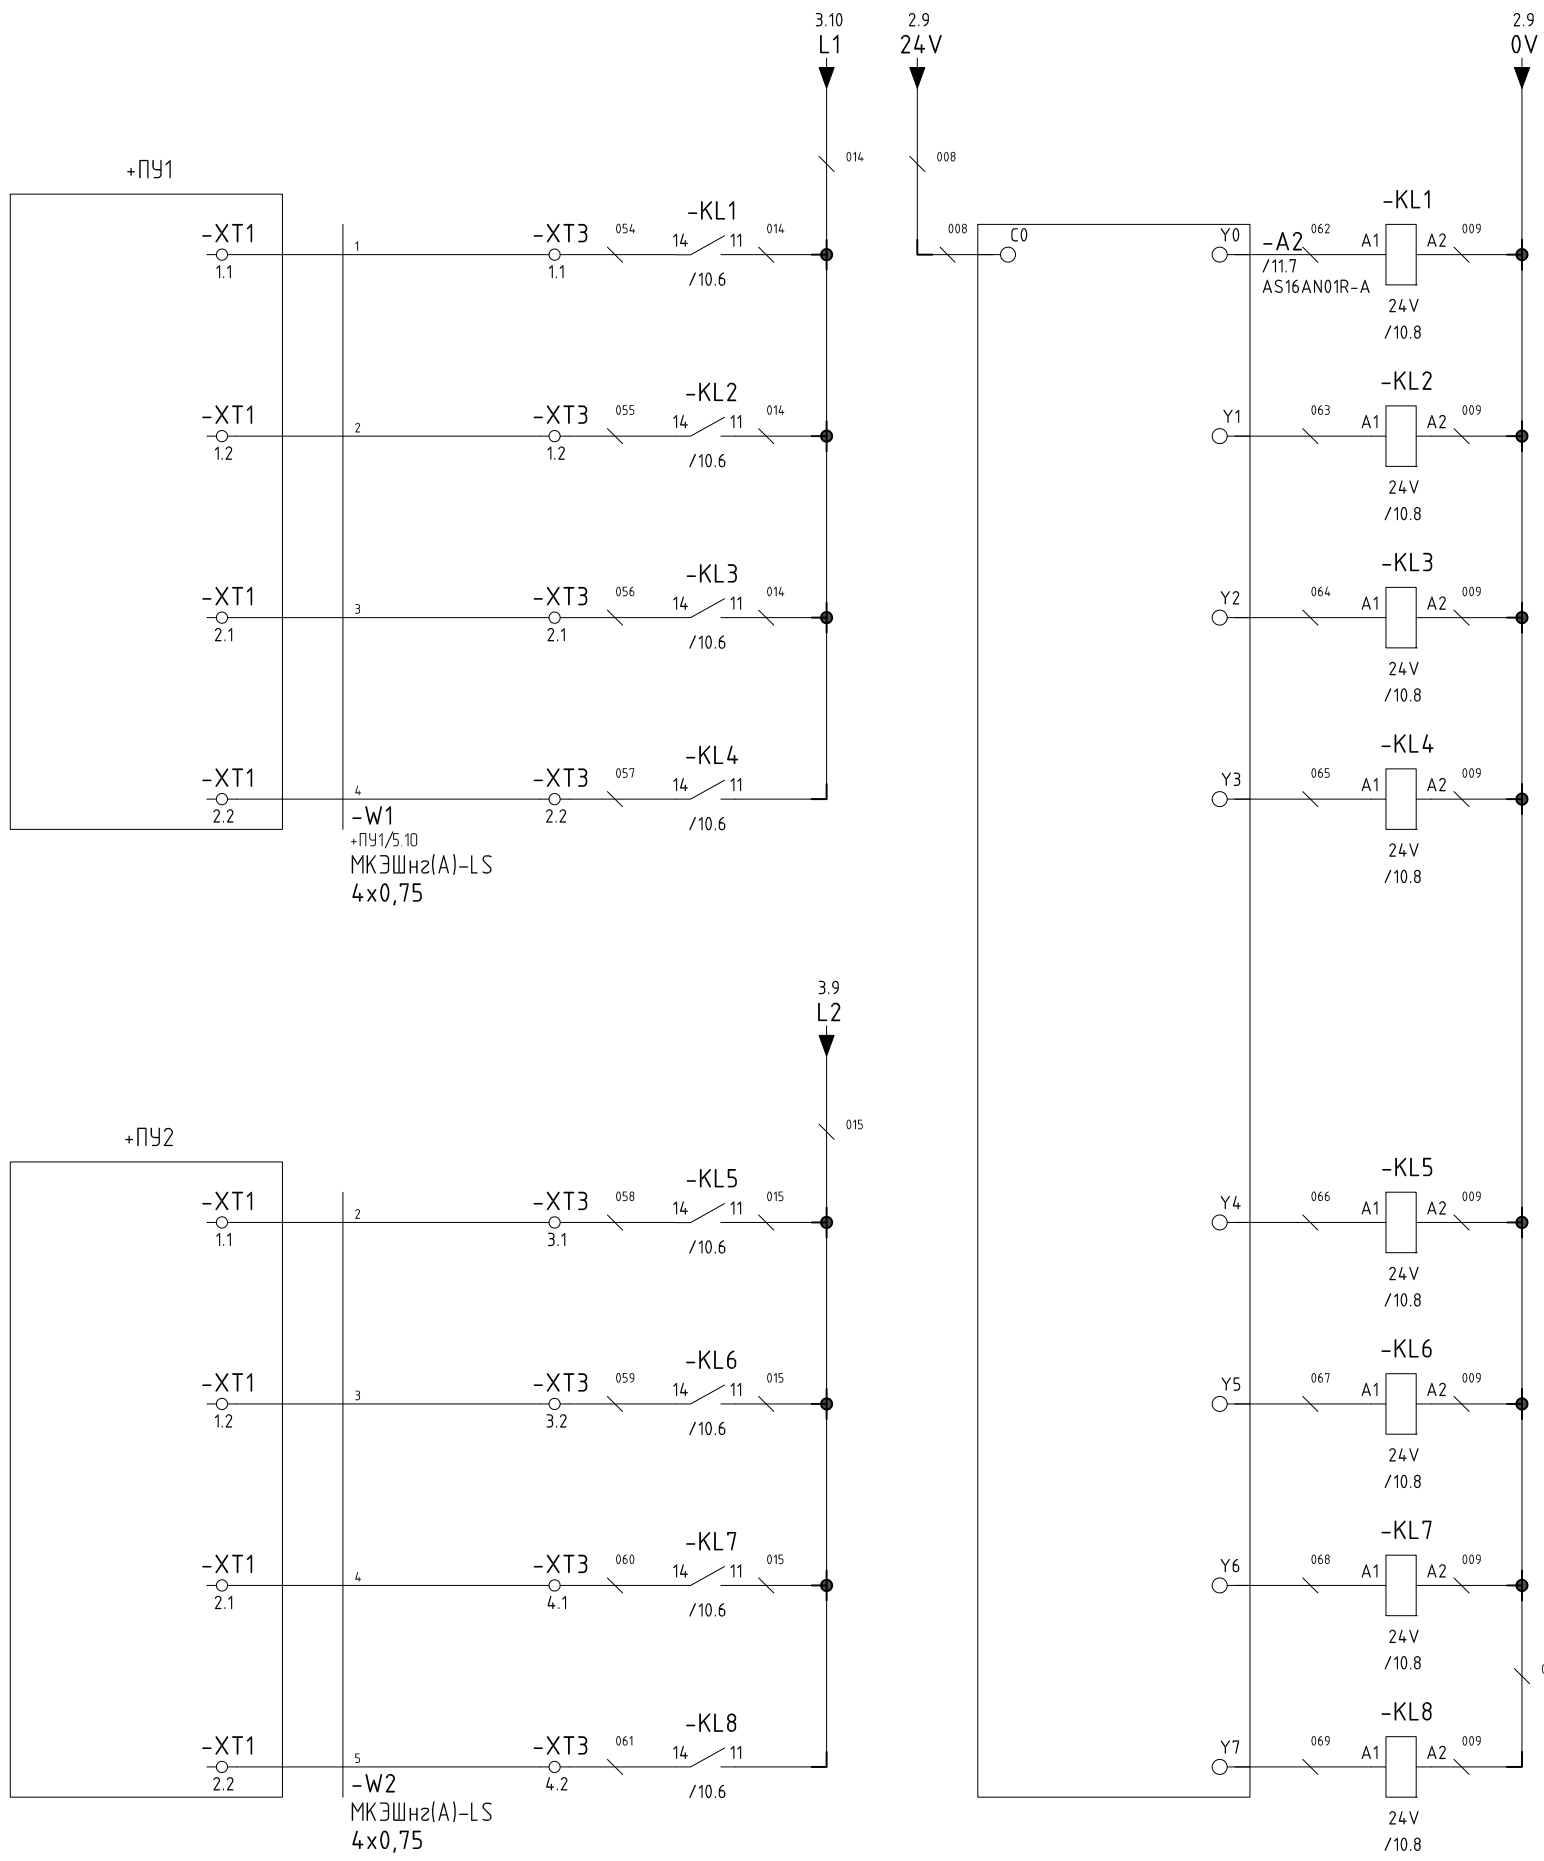 3.10
L1
2.9
24V
2.9
0V
014
008
+ПУ1
-XT1
1.1
1
-XT3
1.1
054
-KL1
14
11
/10.6
014
008
C0
Y0
-A2
/11.7
AS16AN01R-A
062
-KL1
A1
A2
24V
/10.8
009
-XT1
1.2
2
-XT3
1.2
055
-KL2
14
11
/10.6
014
Y1
063
-KL2
A1
A2
24V
/10.8
009
-XT1
2.1
3
-XT3
2.1
056
-KL3
14
11
/10.6
014
Y2
064
-KL3
A1
A2
24V
/10.8
009
-XT1
2.2
4
-XT3
2.2
057
-KL4
14
11
/10.6
Y3
065
-KL4
A1
A2
24V
/10.8
009
-W1
+ПУ1/5.10
МКЭШнг(А)-LS
4x0,75
3.9
L2
015
+ПУ2
-XT1
1.1
2
-XT3
3.1
058
-KL5
14
11
/10.6
015
Y4
066
-KL5
A1
A2
24V
/10.8
009
-XT1
1.2
3
-XT3
3.2
059
-KL6
14
11
/10.6
015
Y5
067
-KL6
A1
A2
24V
/10.8
009
-XT1
2.1
4
-XT3
4.1
060
-KL7
14
11
/10.6
015
Y6
068
-KL7
A1
A2
24V
/10.8
009
-XT1
2.2
5
-XT3
4.2
061
-KL8
14
11
/10.6
Y7
069
-KL8
A1
A2
24V
/10.8
009
-W2
МКЭШнг(А)-LS
4x0,75